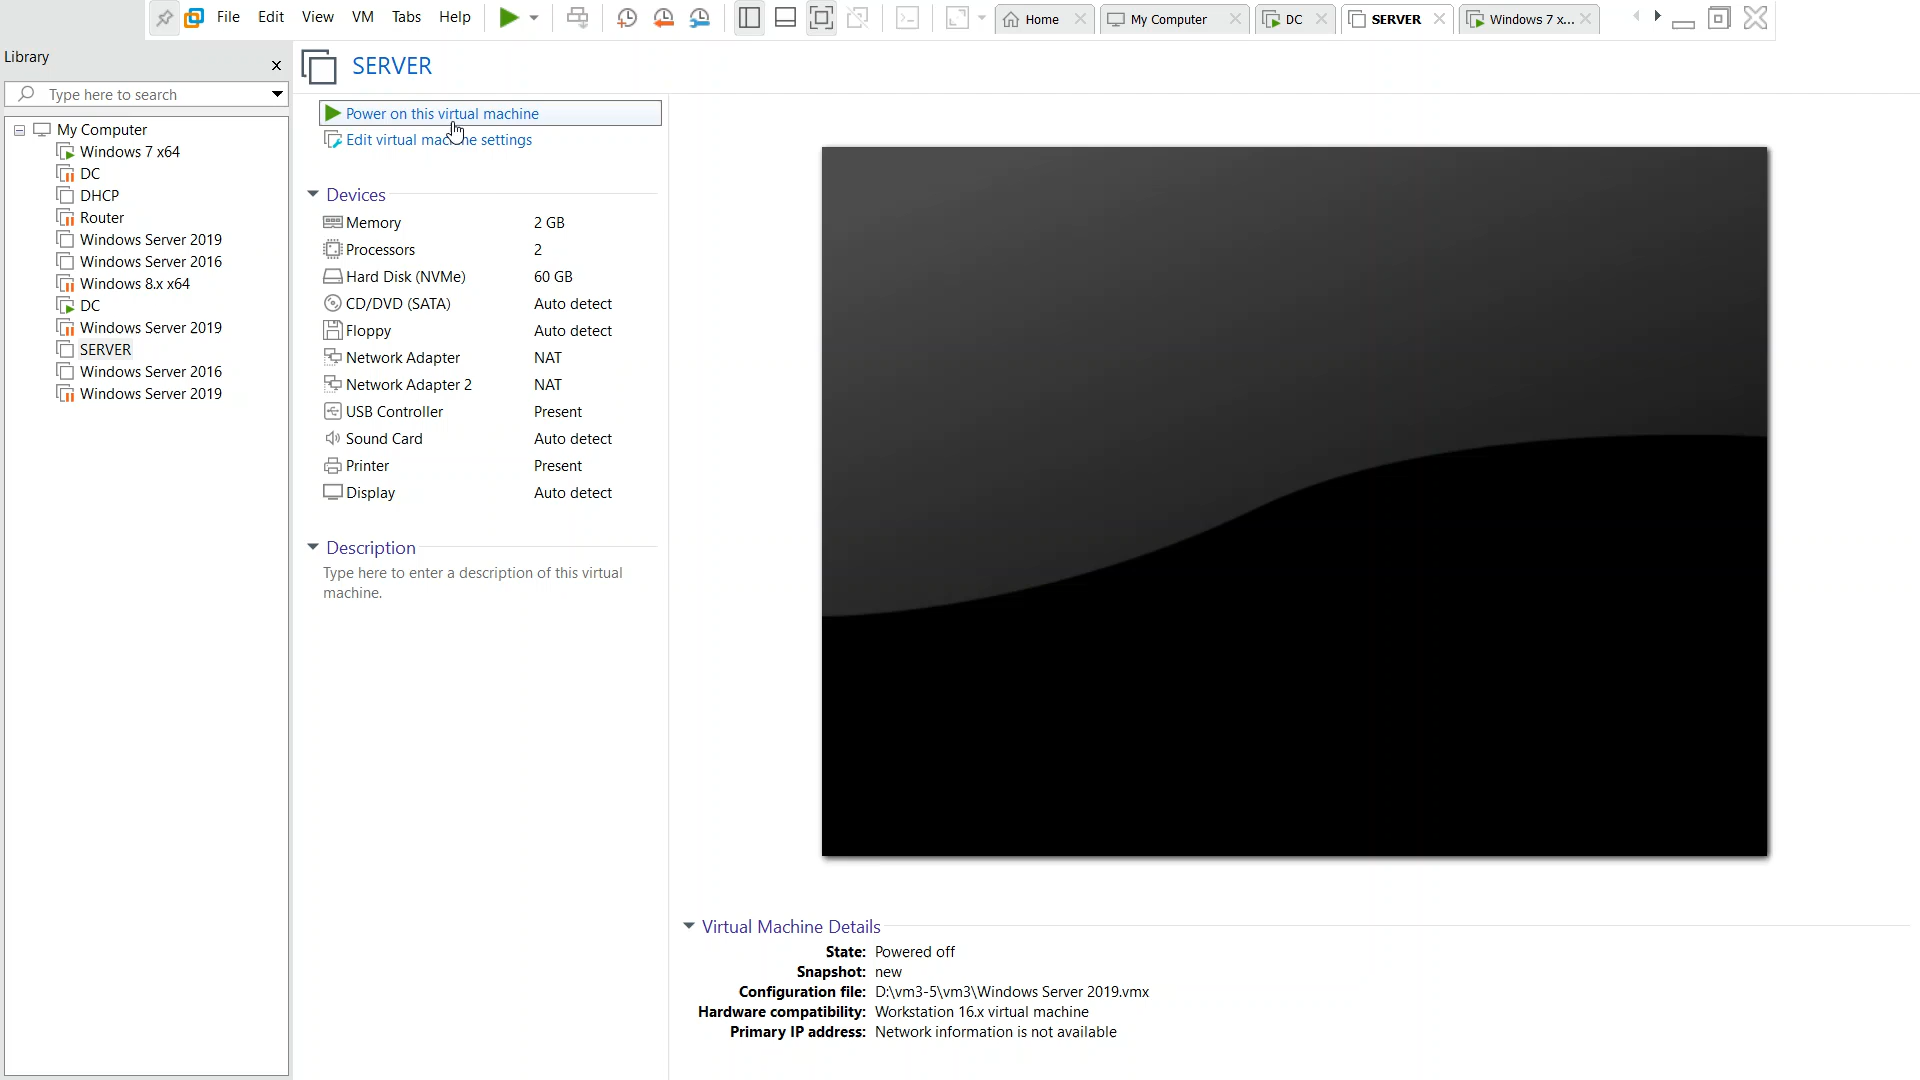 File Edit View VM Tabs Help
Home
My Computer
DC
SERVER
Windows 7 x...
Library
Type here to search
My Computer
Windows 7 x64
DC
DHCP
Router
Windows Server 2019
Windows Server 2016
Windows 8.x x64
DC
Windows Server 2019
SERVER
Windows Server 2016
Windows Server 2019
SERVER
Power on this virtual machine
Edit virtual machine settings
Devices
Memory 2 GB
Processors 2
Hard Disk (NVMe) 60 GB
CD/DVD (SATA) Auto detect
Floppy Auto detect
Network Adapter NAT
Network Adapter 2 NAT
USB Controller Present
Sound Card Auto detect
Printer Present
Display Auto detect
Description
Type here to enter a description of this virtual
machine.
Virtual Machine Details
State: Powered off
Snapshot: new
Configuration file: D:\vm3-5\vm3\Windows Server 2019.vmx
Hardware compatibility: Workstation 16.x virtual machine
Primary IP address: Network information is not available